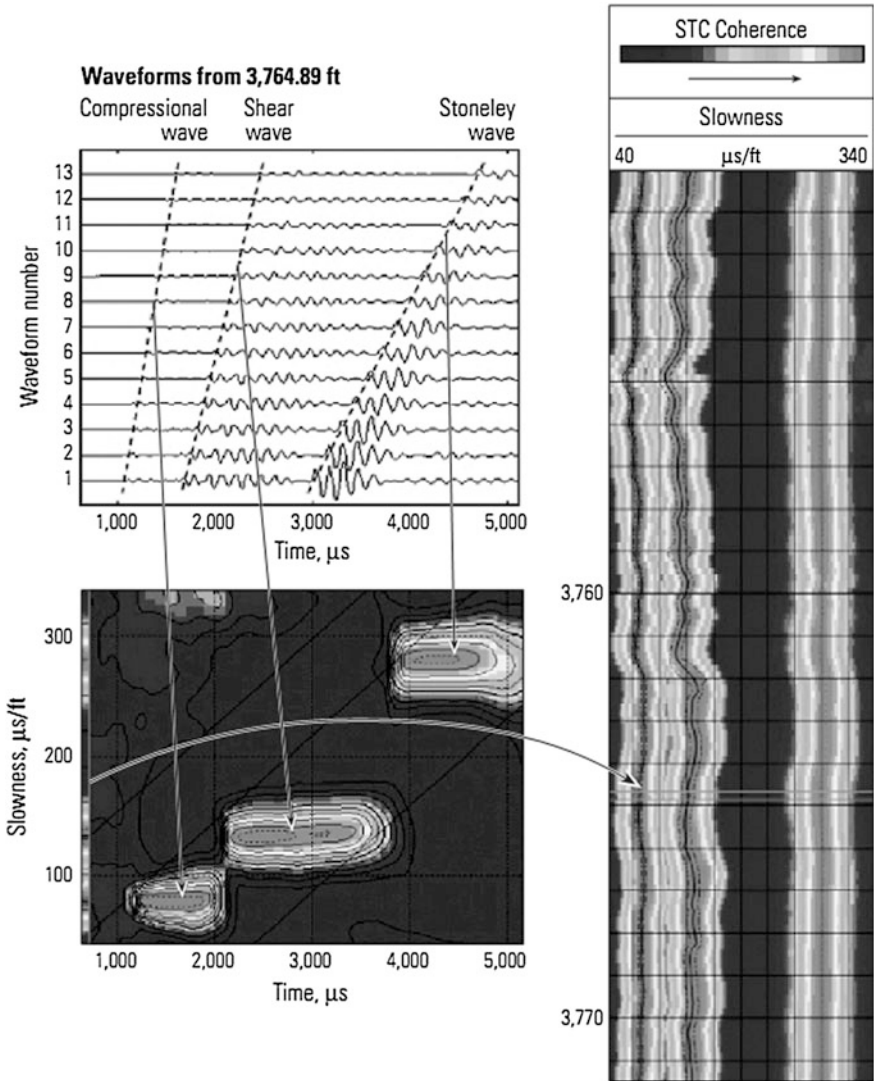 Waveforms from 3,764.89 ft
Compressional wave
Shear wave
Stoneley wave
Waveform number
13
12
11
10
9
8
7
6
5
4
3
2
1
1,000 2,000 3,000 4,000 5,000
Time, µs
Slowness, µs/ft
300
200
100
1,000 2,000 3,000 4,000 5,000
Time, µs
STC Coherence
Slowness
40 µs/ft 340
3,760
3,770